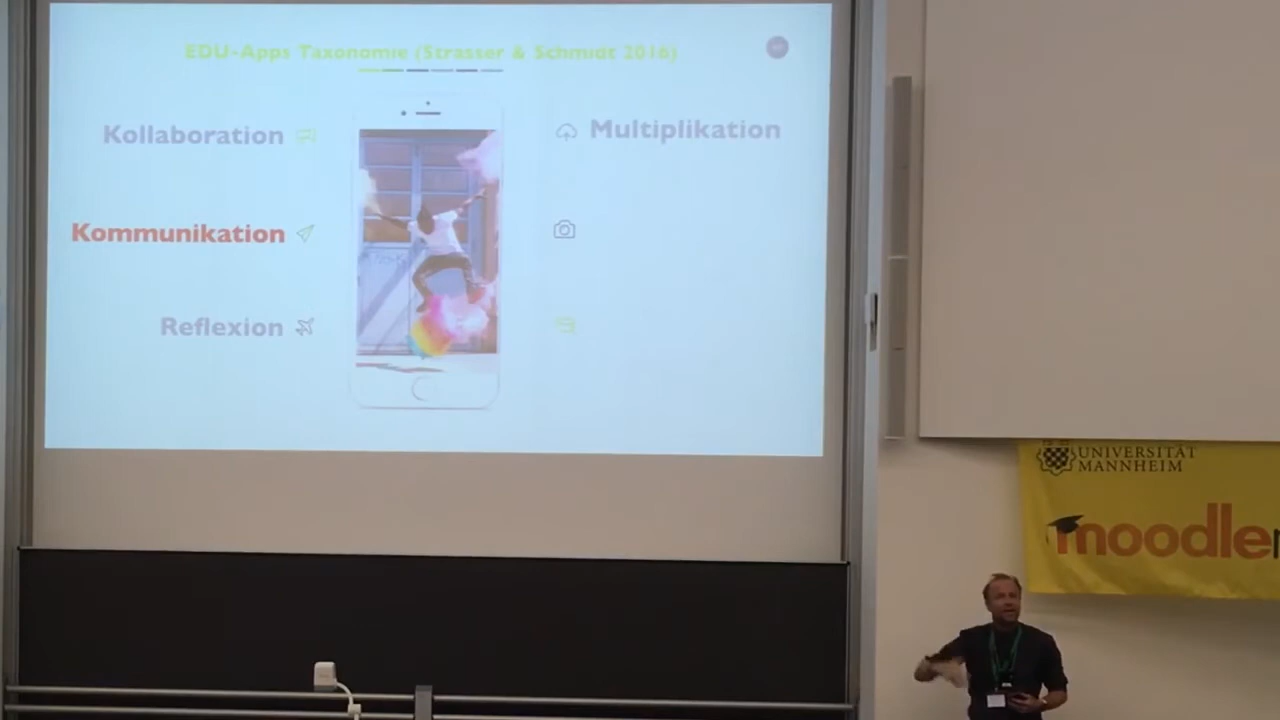 EDU-Apps Taxonomie (Strasser & Schmidt 2016)
Kollaboration
Multiplikation
Kommunikation
Reflexion
UNIVERSITÄT
MANNHEIM
moodle